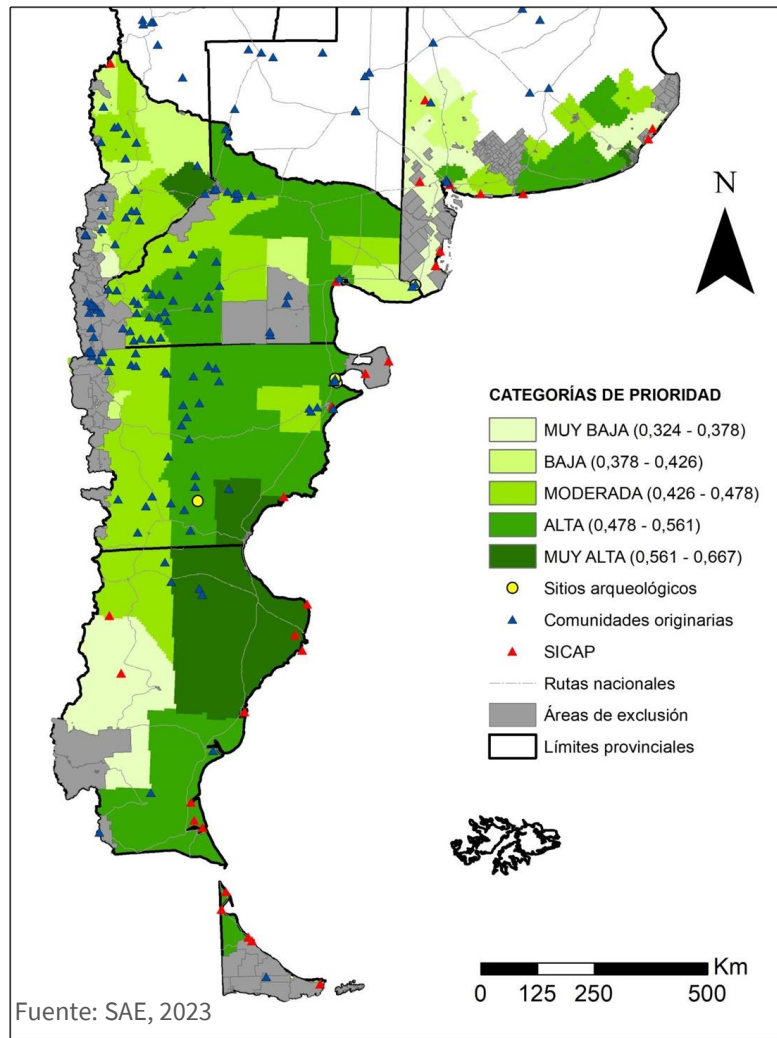 N
CATEGORÍAS DE PRIORIDAD
MUY BAJA (0,324 - 0,378)
BAJA (0,378 - 0,426)
MODERADA (0,426 - 0,478)
ALTA (0,478 - 0,561)
MUY ALTA (0,561 - 0,667)
Sitios arqueológicos
Comunidades originarias
SICAP
Rutas nacionales
Áreas de exclusión
Límites provinciales
Km
0 125 250 500
Fuente: SAE, 2023